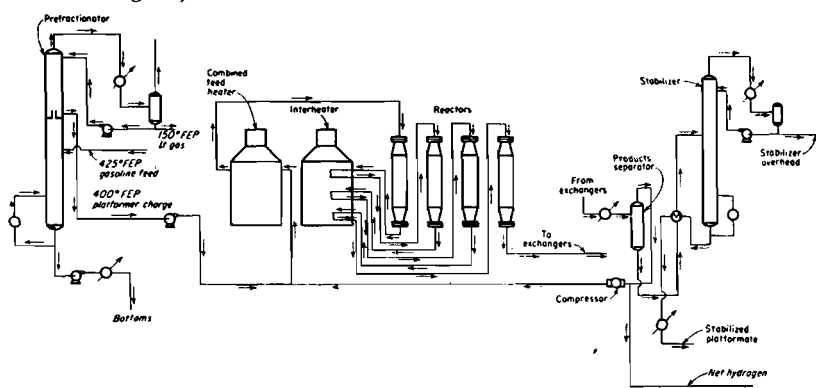 Prefractionator
150°FEP
lt gas
425°FEP
gasoline feed
400°FEP
platformer charge
Bottoms
Combined
feed
heater
Interheater
Reactors
To
exchangers
From
exchangers
Products
separator
Compressor
Stabilizer
Stabilizer
overhead
Stabilized
platformate
Net hydrogen